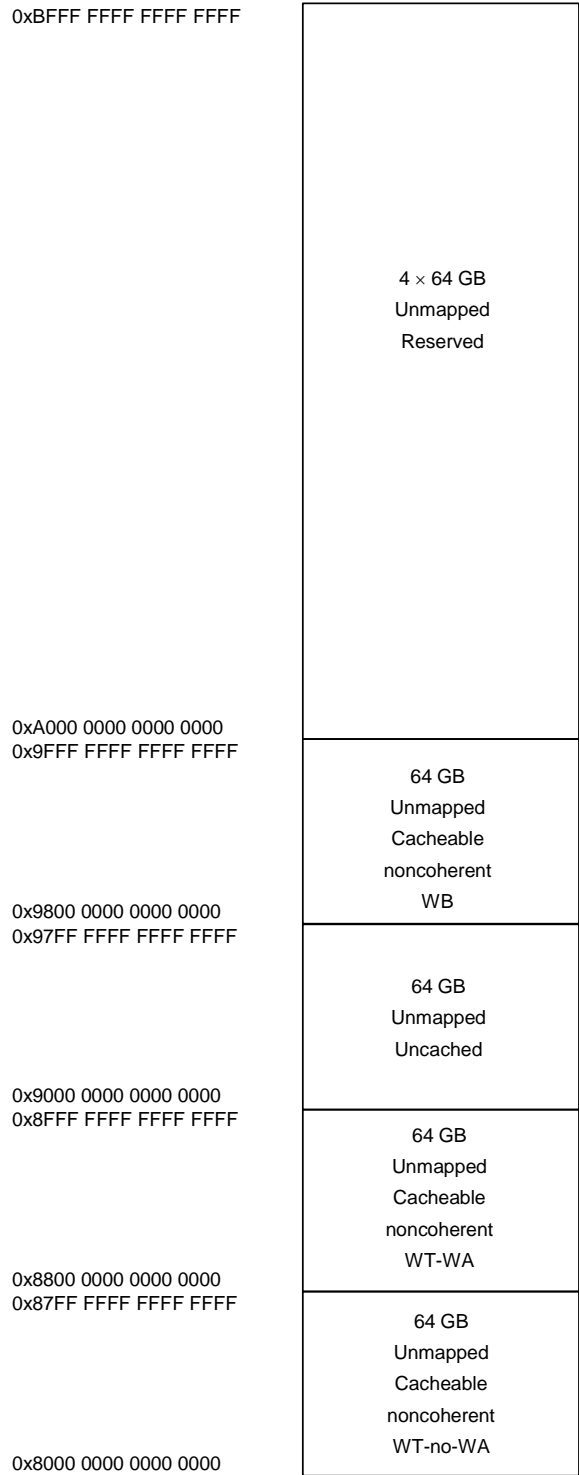 0xBFFF FFFF FFFF FFFF
4 × 64 GB
Unmapped
Reserved
0xA000 0000 0000 0000
0x9FFF FFFF FFFF FFFF
64 GB
Unmapped
Cacheable
noncoherent
WB
0x9800 0000 0000 0000
0x97FF FFFF FFFF FFFF
64 GB
Unmapped
Uncached
0x9000 0000 0000 0000
0x8FFF FFFF FFFF FFFF
64 GB
Unmapped
Cacheable
noncoherent
WT-WA
0x8800 0000 0000 0000
0x87FF FFFF FFFF FFFF
64 GB
Unmapped
Cacheable
noncoherent
WT-no-WA
0x8000 0000 0000 0000